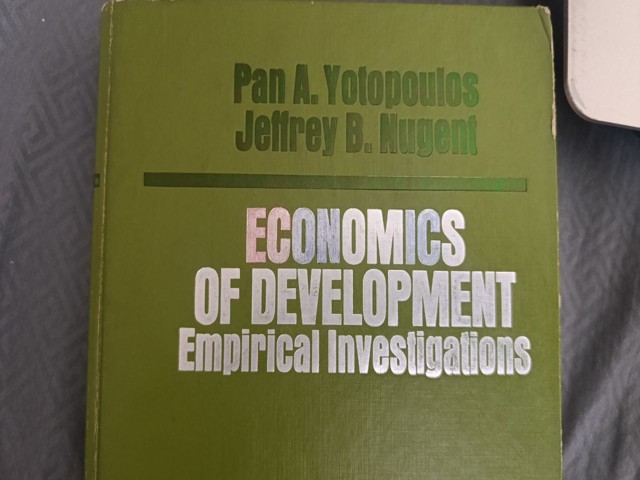 Pan A. Yotopoulos
Jeffrey B. Nugent
ECONOMICS
OF DEVELOPMENT
Empirical Investigations